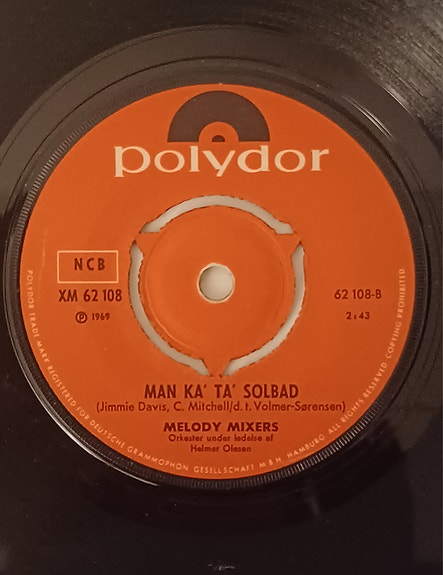 polydor
NCB
XM 62 108
℗ 1969
62 108-B
2:43
MAN KA' TA' SOLBAD
(Jimmie Davis, C. Mitchell/d. t. Volmer-Sørensen)
MELODY MIXERS
Orkester under ledelse af
Helmer Olesen
POLYDOR TRADE MARK REGISTERED FOR DEUTSCHE GRAMMOPHON GESELLSCHAFT M B H, HAMBURG ALL RIGHTS RESERVED COPYING PROHIBITED